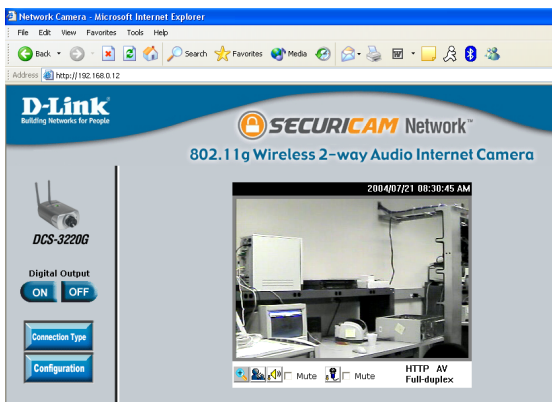 Network Camera - Microsoft Internet Explorer
File Edit View Favorites Tools Help
Back Search Favorites Media
Address http://192.168.0.12
D-Link
Building Networks for People
SECURICAM Network™
802.11g Wireless 2-way Audio Internet Camera
2004/07/21 08:30:45 AM
DCS-3220G
Digital Output
ON OFF
Connection Type
Configuration
Mute Mute HTTP AV
Full-duplex